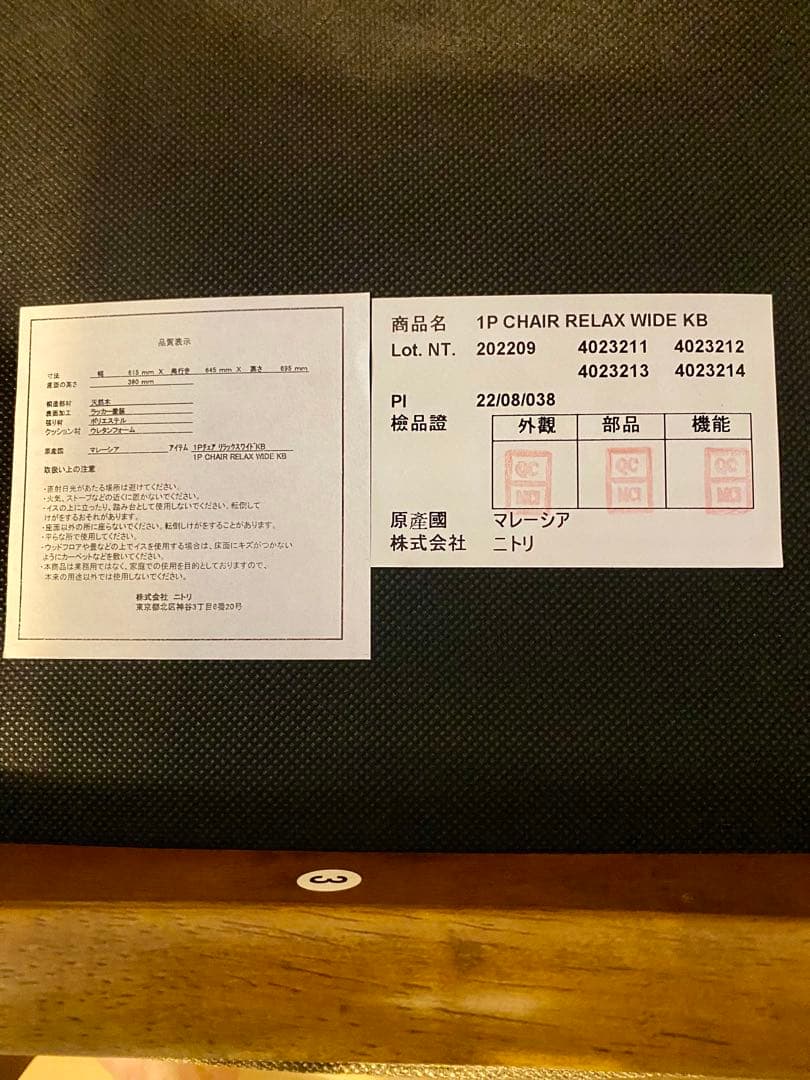 品質表示
寸法 幅 615 mm X 奥行き 645 mm X 高さ 695 mm
座面の高さ 380 mm
構造部材 天然木
表面加工 ラッカー塗装
張り材 ポリエステル
クッション材 ウレタンフォーム
原産国 マレーシア アイテム 1Pチェア リラックスワイドKB
1P CHAIR RELAX WIDE KB
取扱い上の注意
・直射日光があたる場所は避けてください。
・火気、ストーブなどの近くに置かないでください。
・イスの上に立ったり、踏み台として使用しないでください。転倒して
けがをするおそれがあります。
・座面以外の所に座らないでください。転倒しけがをすることがあります。
・平らな所で使用してください。
・ウッドフロアや畳などの上でイスを使用する場合は、床面にキズがつかない
ようにカーペットなどを敷いてください。
・本商品は業務用ではなく、家庭での使用を目的としておりますので、
本来の用途以外では使用しないでください。
株式会社 ニトリ
東京都北区神谷3丁目6番20号
商品名 1P CHAIR RELAX WIDE KB
Lot. NT. 202209 4023211 4023212
4023213 4023214
PI 22/08/038
檢品證 外觀 部品 機能
QC QC QC
NCI NCI NCI
原產國 マレーシア
株式会社 ニトリ
3